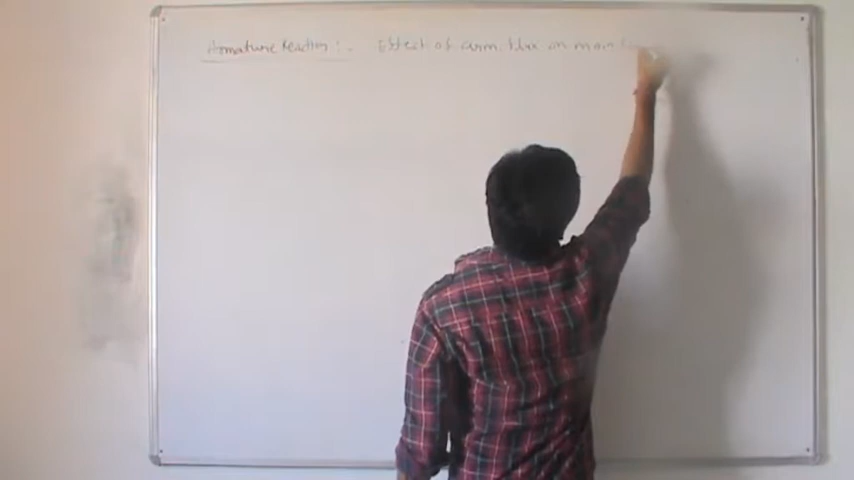 Armature Reaction :- Effect of arm. flux on main